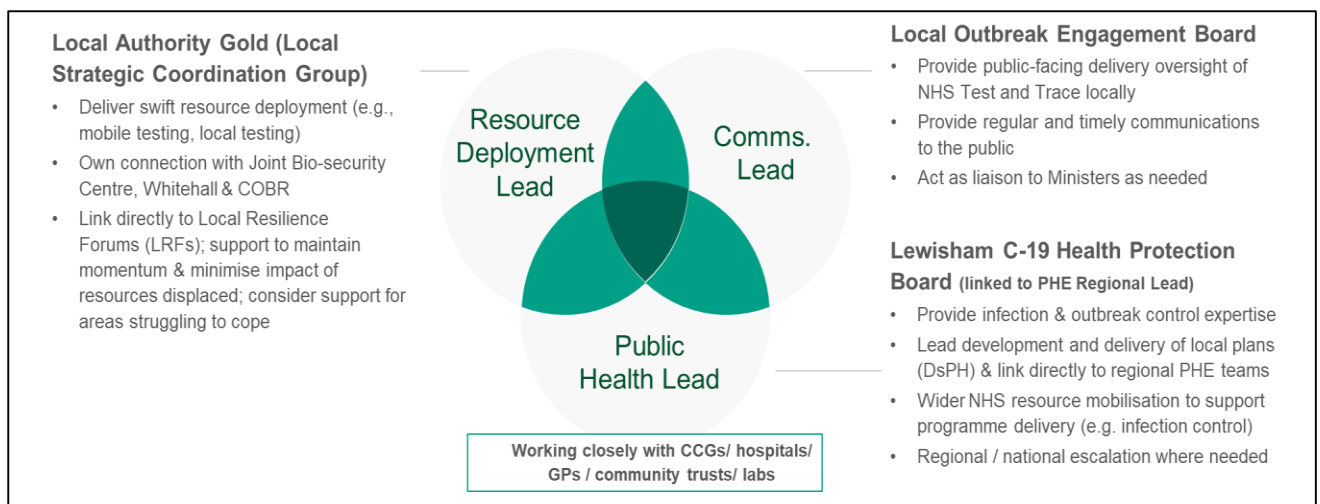 Local Authority Gold (Local
Strategic Coordination Group)
• Deliver swift resource deployment (e.g.,
mobile testing, local testing)
• Own connection with Joint Bio-security
Centre, Whitehall & COBR
• Link directly to Local Resilience
Forums (LRFs); support to maintain
momentum & minimise impact of
resources displaced; consider support for
areas struggling to cope
Resource
Deployment
Lead
Comms.
Lead
Public
Health Lead
Working closely with CCGs/ hospitals/
GPs / community trusts/ labs
Local Outbreak Engagement Board
• Provide public-facing delivery oversight of
NHS Test and Trace locally
• Provide regular and timely communications
to the public
• Act as liaison to Ministers as needed
Lewisham C-19 Health Protection
Board (linked to PHE Regional Lead)
• Provide infection & outbreak control expertise
• Lead development and delivery of local plans
(DsPH) & link directly to regional PHE teams
• Wider NHS resource mobilisation to support
programme delivery (e.g. infection control)
• Regional / national escalation where needed